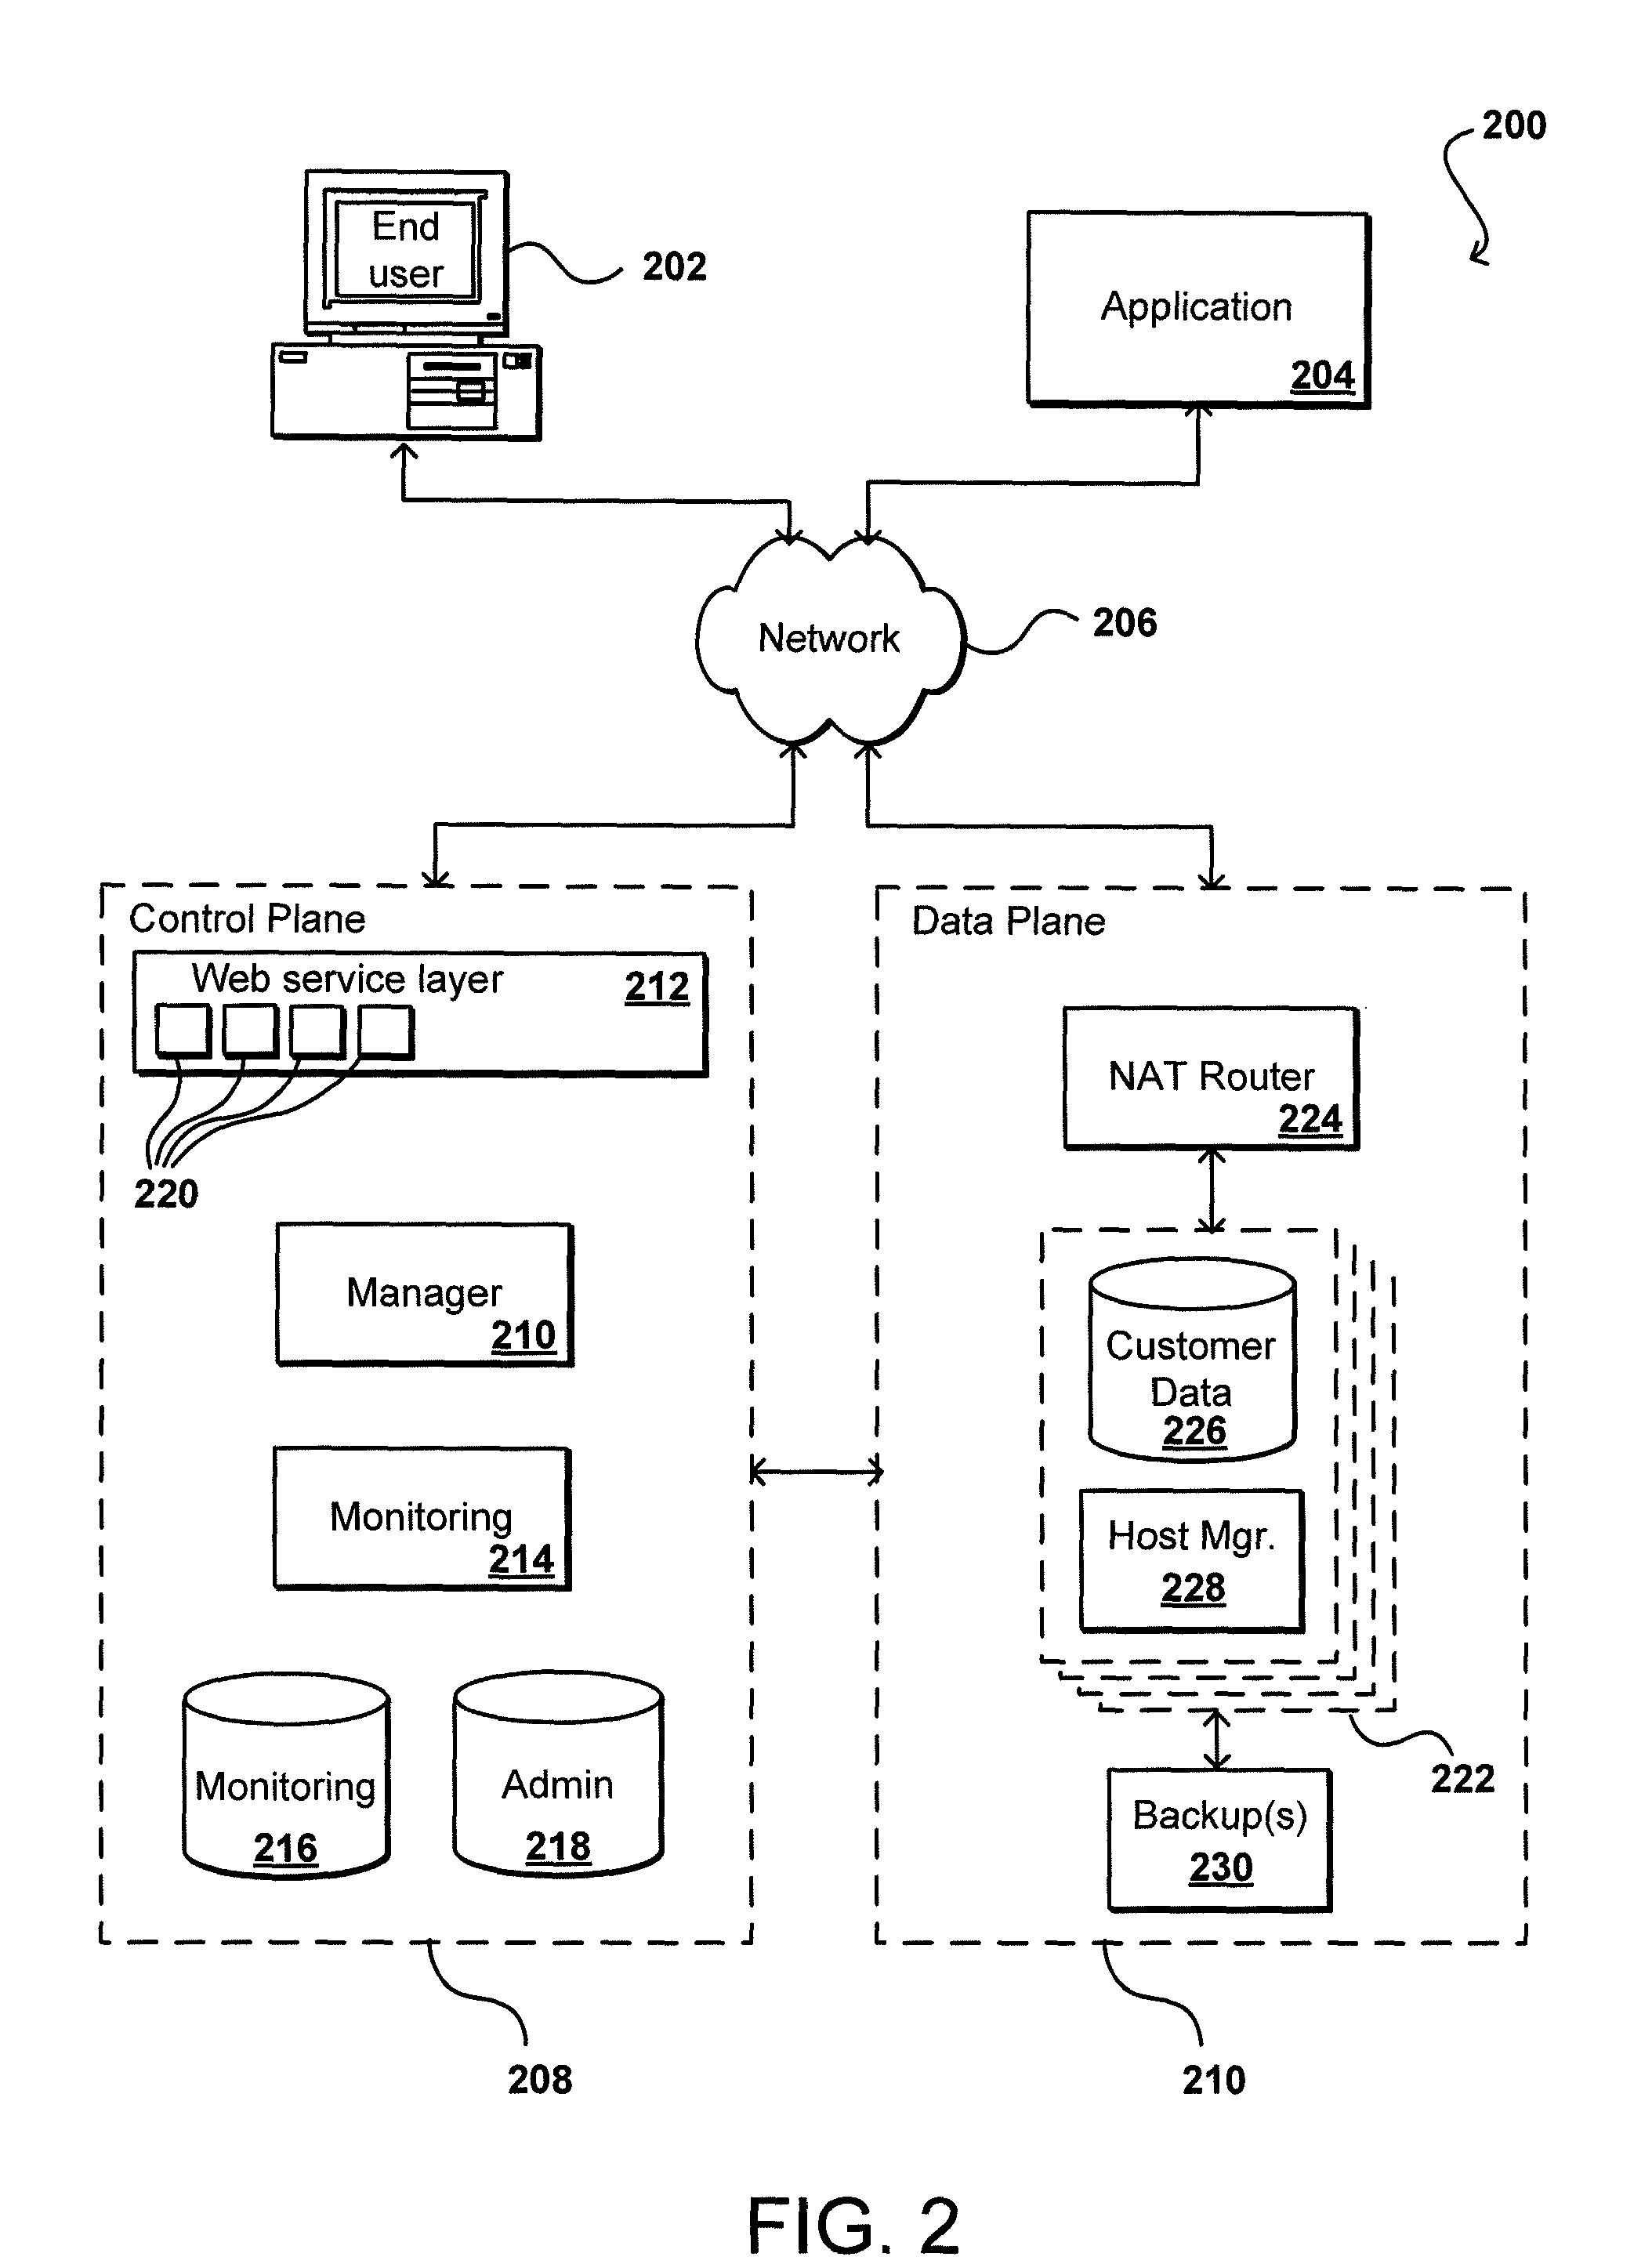 200
End
user
202
Application
204
Network
206
Control Plane
Web service layer
212
220
Manager
210
Monitoring
214
Monitoring
216
Admin
218
208
Data Plane
NAT Router
224
Customer
Data
226
Host Mgr.
228
222
Backup(s)
230
210
FIG. 2